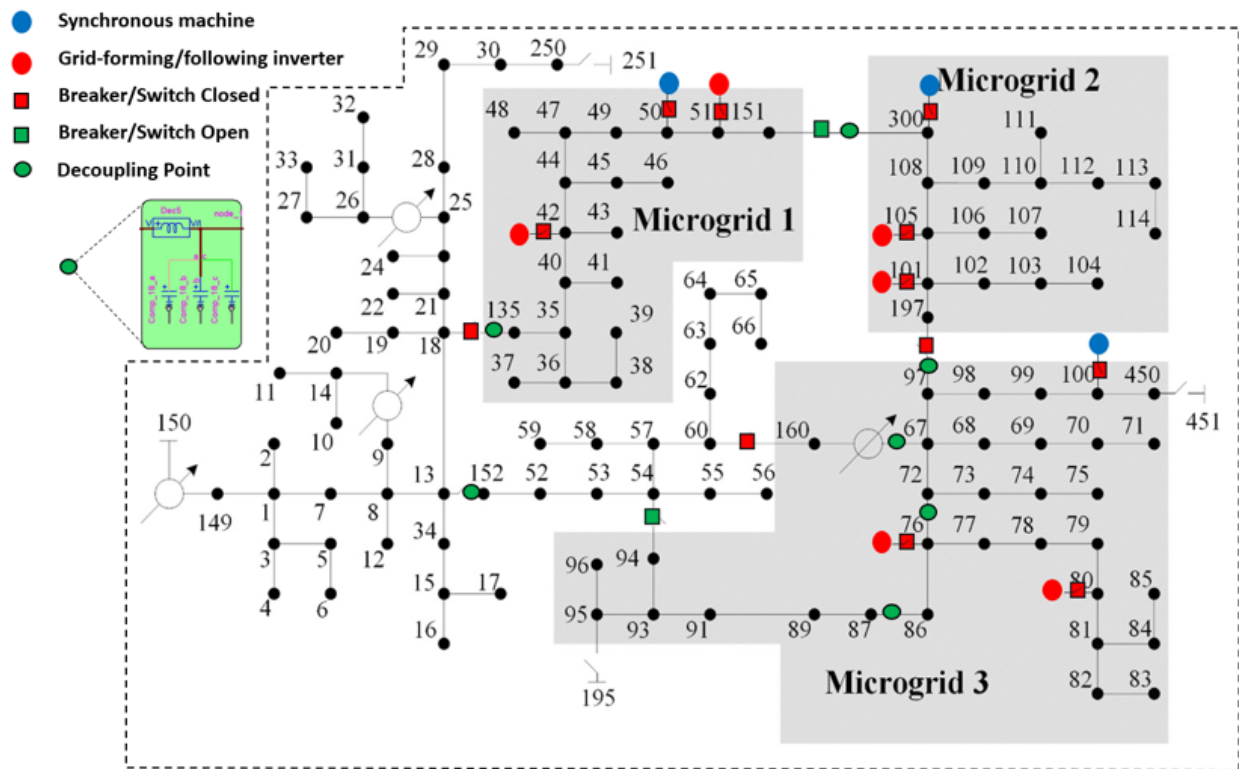 Synchronous machine
Grid-forming/following inverter
Breaker/Switch Closed
Breaker/Switch Open
Decoupling Point
29 30 250
251
Microgrid 2
32
48 47 49 50 51 151
300 111
33 31 28
44 45 46
108 109 110 112 113
27 26 25
42 43
Microgrid 1
105 106 107
114
24
40 41
64 65
101 102 103 104
22 21
135 35 39
197
20 19 18
63 66
37 36 38
11 14
62
97 98 99 100 450
451
150
10
2 9
59 58 57 60 160
67 68 69 70 71
13 152 52 53 54 55 56
72 73 74 75
149 1 7 8
34
76 77 78 79
3 5 12
96 94
80 85
15 17
4 6
95 93 91 89 87 86
81 84
16
82 83
195
Microgrid 3
Dec5
node_